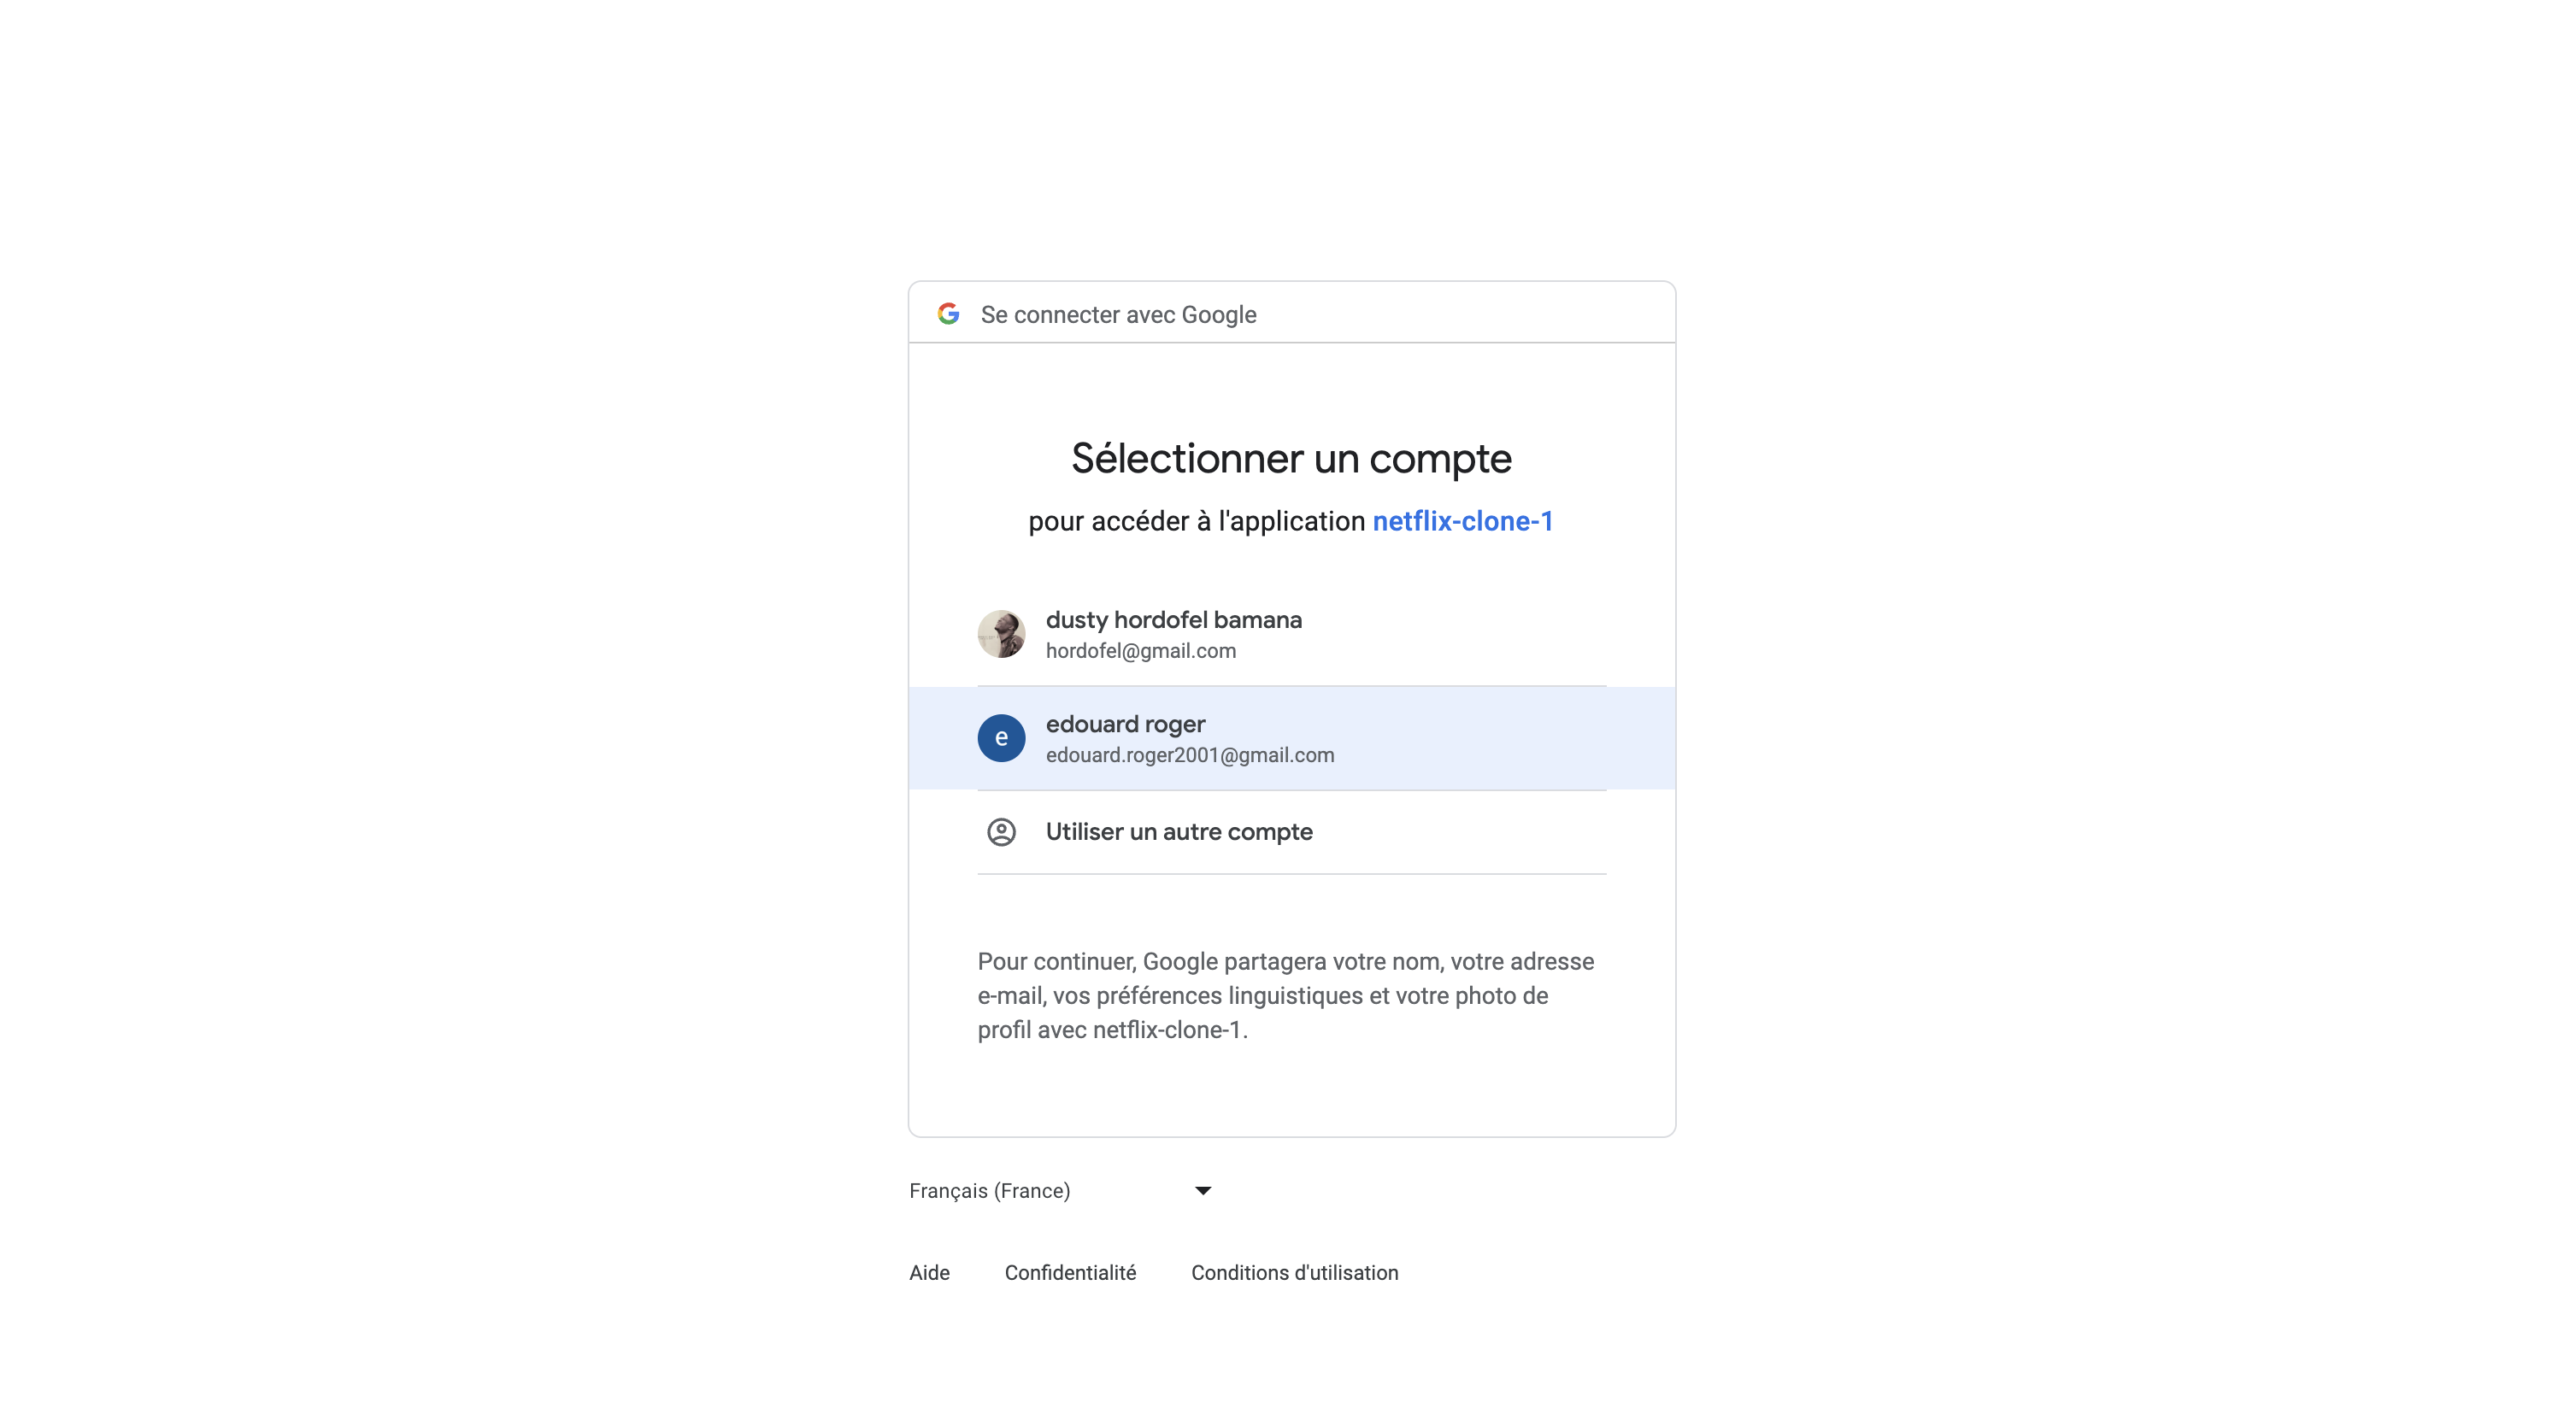 Se connecter avec Google
Sélectionner un compte
pour accéder à l'application netflix-clone-1
dusty hordofel bamana
hordofel@gmail.com
e
edouard roger
edouard.roger2001@gmail.com
Utiliser un autre compte
Pour continuer, Google partagera votre nom, votre adresse
e-mail, vos préférences linguistiques et votre photo de
profil avec netflix-clone-1.
Français (France)
Aide Confidentialité Conditions d'utilisation